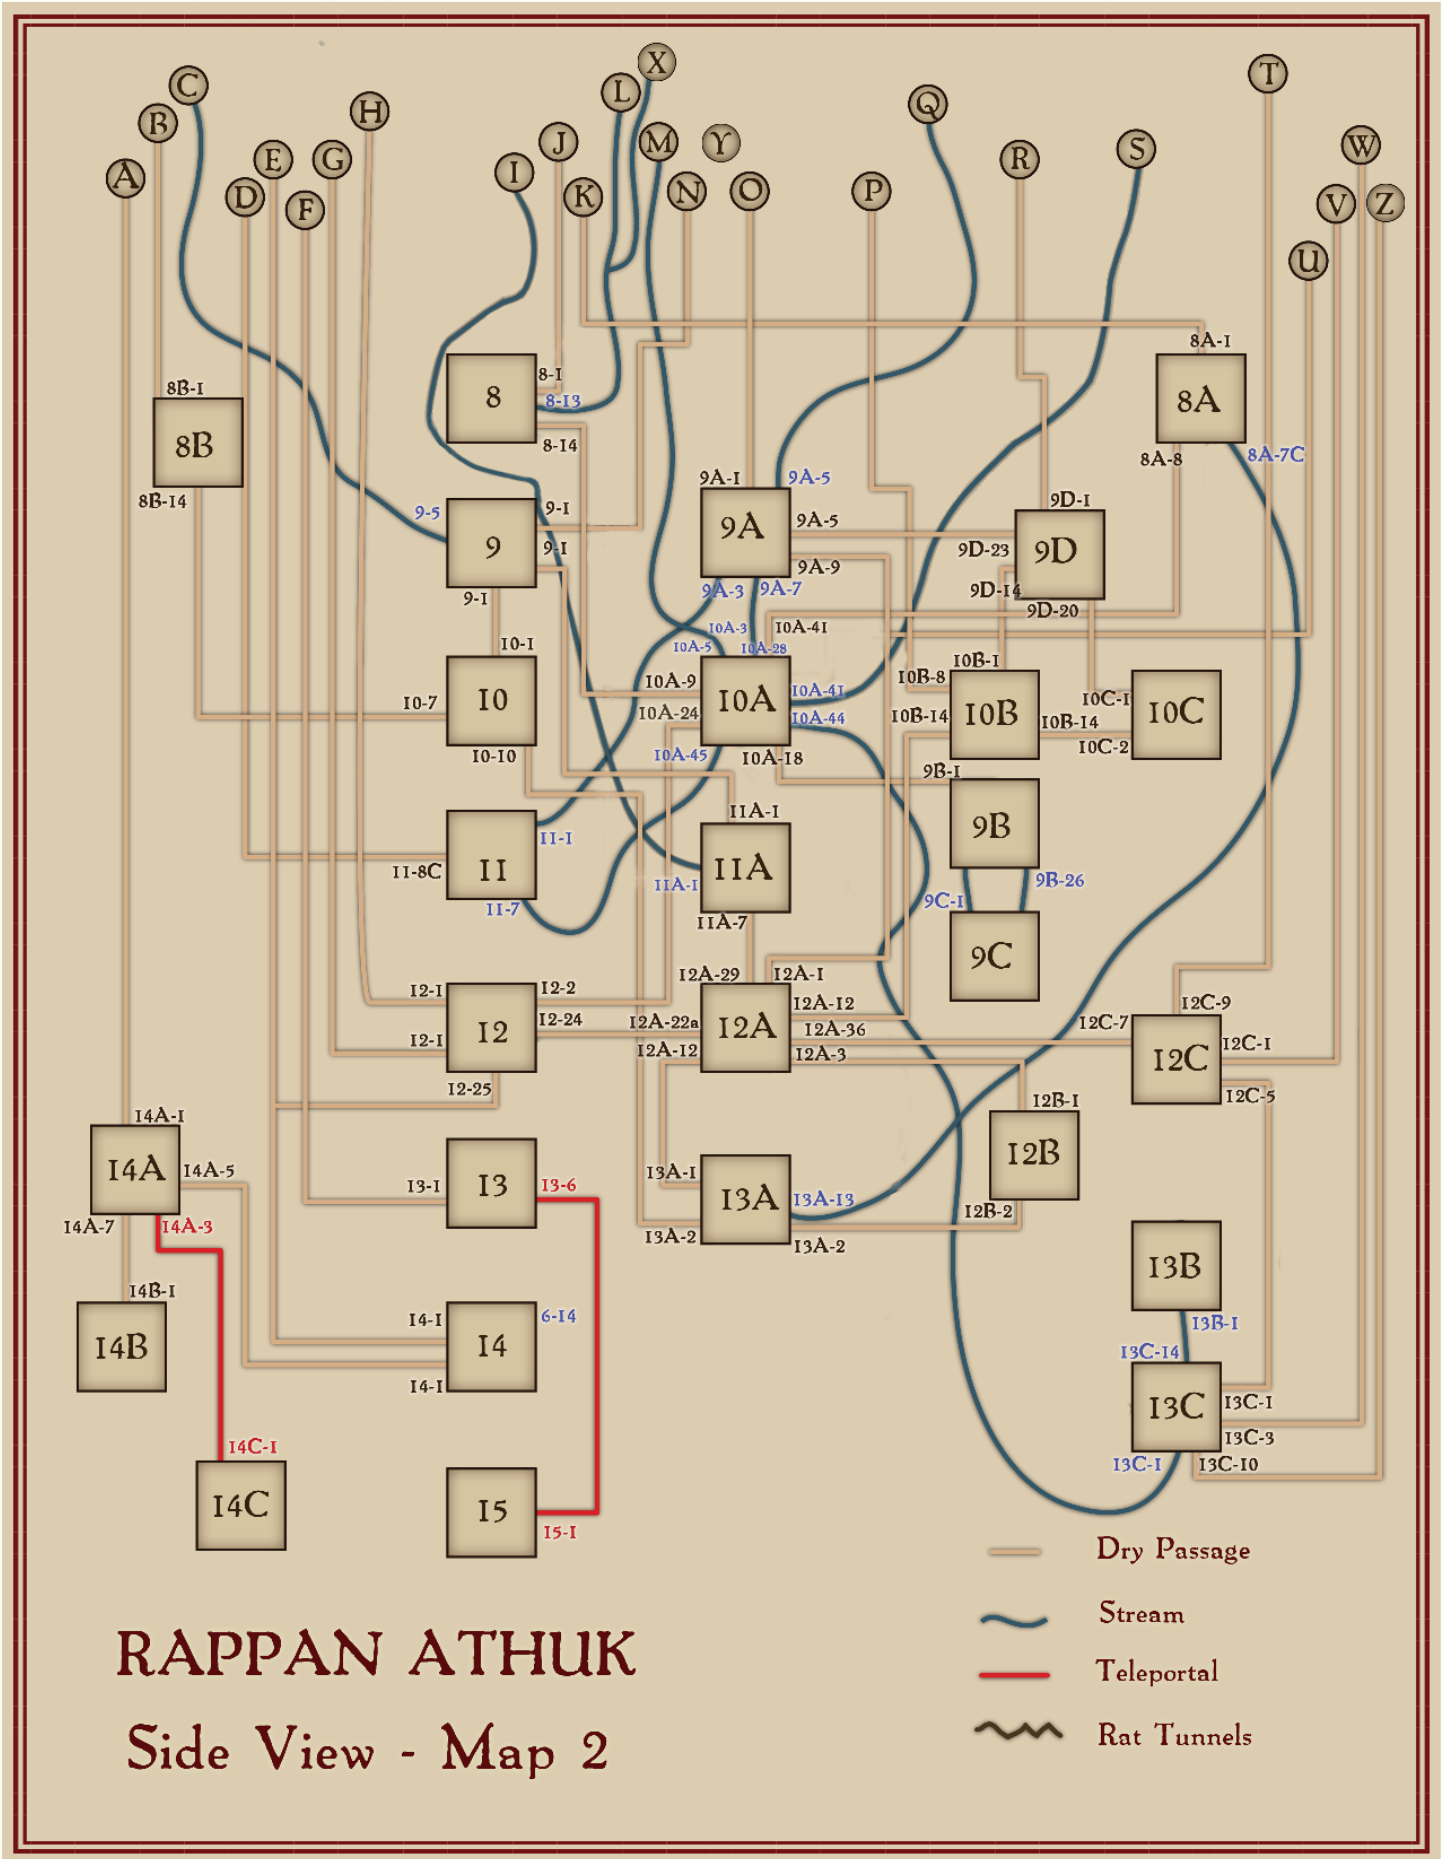 X
C
L
T
Q
H
B
J
M
Y
W
S
E
G
R
I
A
D
F
K
N
O
P
V
Z
U
8A-1
8B-1
8-1
8
8-13
8A
8B
8-14
8A-8
8A-7C
8B-14
9A-1
9A-5
9D-1
9-5
9-1
9A
9A-5
9
9-1
9D-23
9D
9A-9
9-1
9A-3
9A-7
9D-14
9D-20
10A-3
10A-41
10-1
10A-5
10A-28
10B-1
10A-9
10B-8
10-7
10
10A
10A-41
10C-1
10A-24
10A-44
10B-14
10B
10B-14
10C
10-10
10A-45
10A-18
10C-2
9B-1
11A-1
11-1
9B
11-8C
11
11A-1
11A
9B-26
11-7
11A-7
9C-1
9C
12A-29
12A-1
12-1
12-2
12A-12
12C-9
12-24
12A-22a
12A
12A-36
12C-7
12-1
12
12A-12
12A-3
12C
12C-1
12-25
12C-5
14A-1
12B-1
14A
14A-5
12B
13-1
13
13-6
13A-1
13A
13A-13
12B-2
14A-7
14A-3
13A-2
13A-2
13B
14B-1
14-1
6-14
13B-1
14B
14
13C-14
14-1
13C
13C-1
13C-3
14C-1
13C-1
13C-10
14C
15
15-1
Dry Passage
Stream
RAPPAN ATHUK
Teleportal
Side View - Map 2
Rat Tunnels